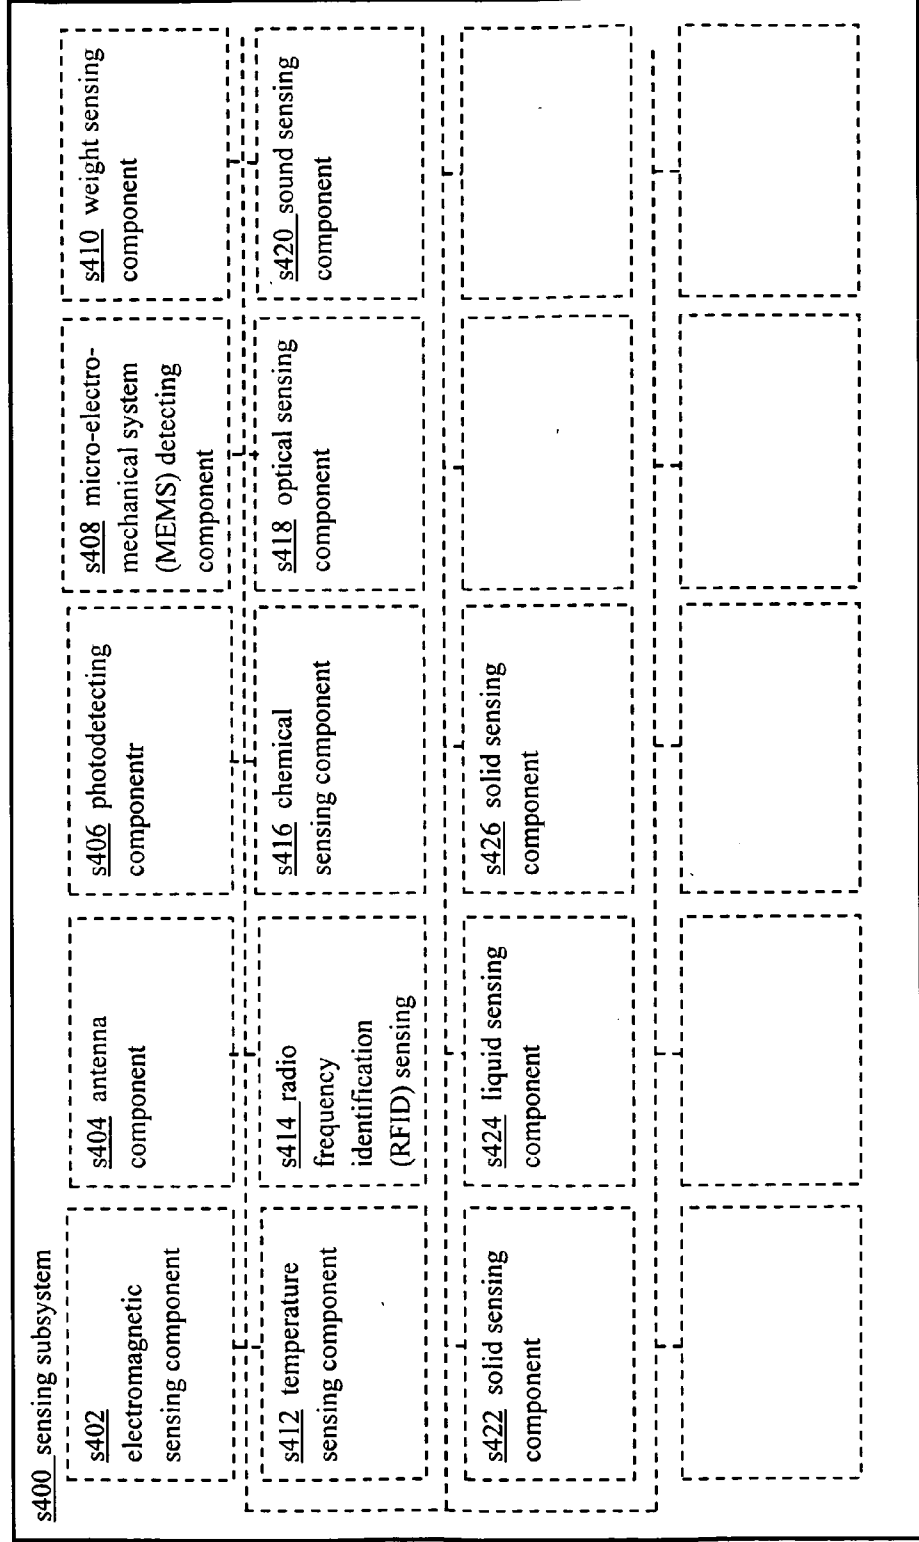 s400 sensing subsystem
s402
electromagnetic
sensing component
s404 antenna
component
s406 photodetecting
componentr
s408 micro-electro-
mechanical system
(MEMS) detecting
component
s410 weight sensing
component
s412 temperature
sensing component
s414 radio
frequency
identification
(RFID) sensing
s416 chemical
sensing component
s418 optical sensing
component
s420 sound sensing
component
s422 solid sensing
component
s424 liquid sensing
component
s426 solid sensing
component